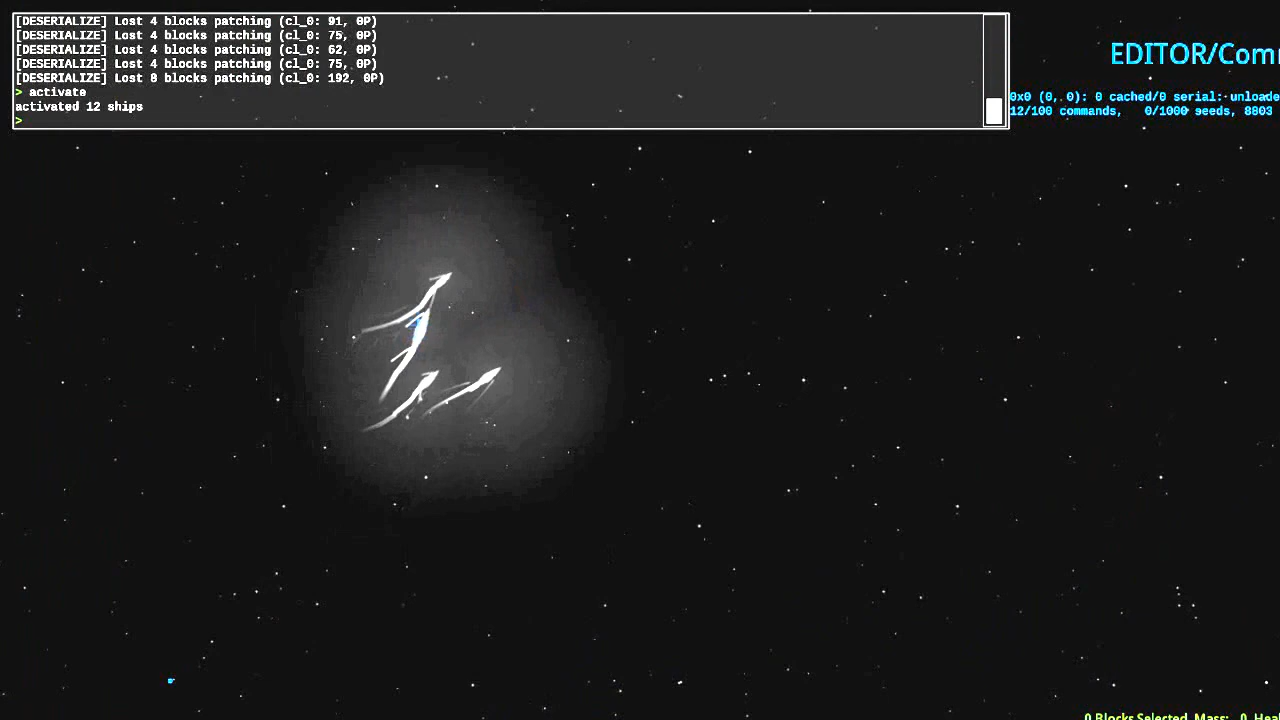 [DESERIALIZE] Lost 4 blocks patching (cl_0: 91, 0P)
[DESERIALIZE] Lost 4 blocks patching (cl_0: 75, 0P)
[DESERIALIZE] Lost 4 blocks patching (cl_0: 62, 0P)
[DESERIALIZE] Lost 4 blocks patching (cl_0: 75, 0P)
[DESERIALIZE] Lost 8 blocks patching (cl_0: 192, 0P)
> activate
activated 12 ships
>
EDITOR/Comm
0x0 (0, 0): 0 cached/0 serial: unloade
12/100 commands, 0/1000 seeds, 8803
0 Blocks Selected, Mass: 0, Heal